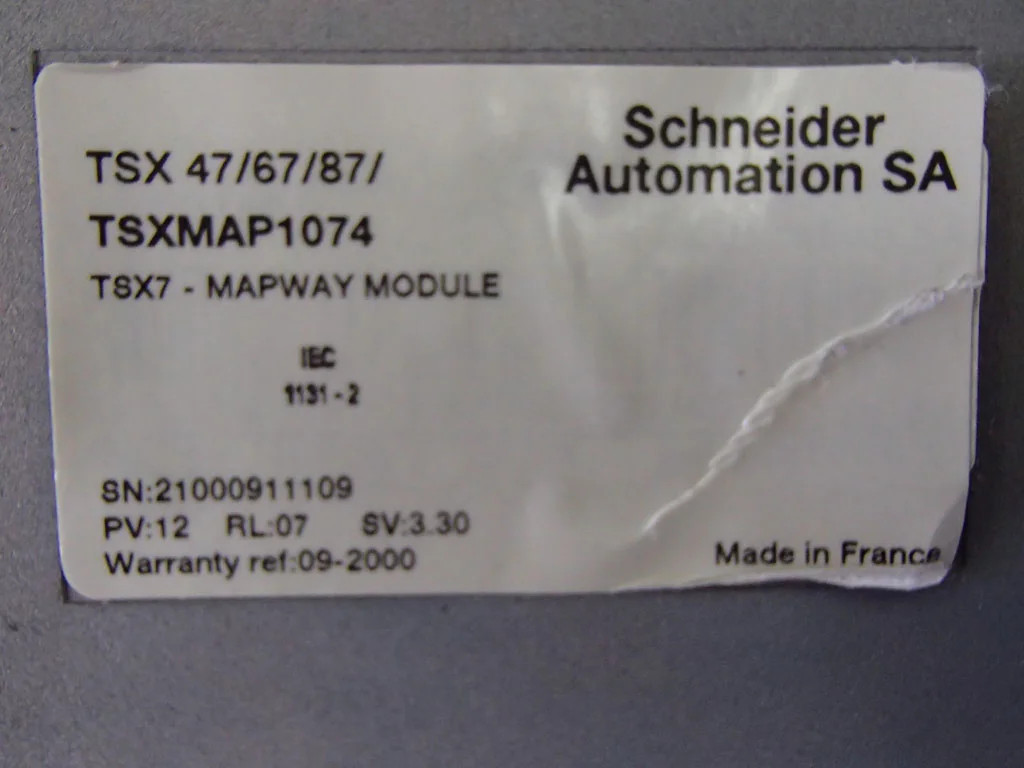 Schneider
Automation SA
TSX 47/67/87/
TSXMAP1074
TSX7 - MAPWAY MODULE
IEC
1131-2
SN:21000911109
PV:12 RL:07 SV:3.30
Warranty ref:09-2000
Made in France